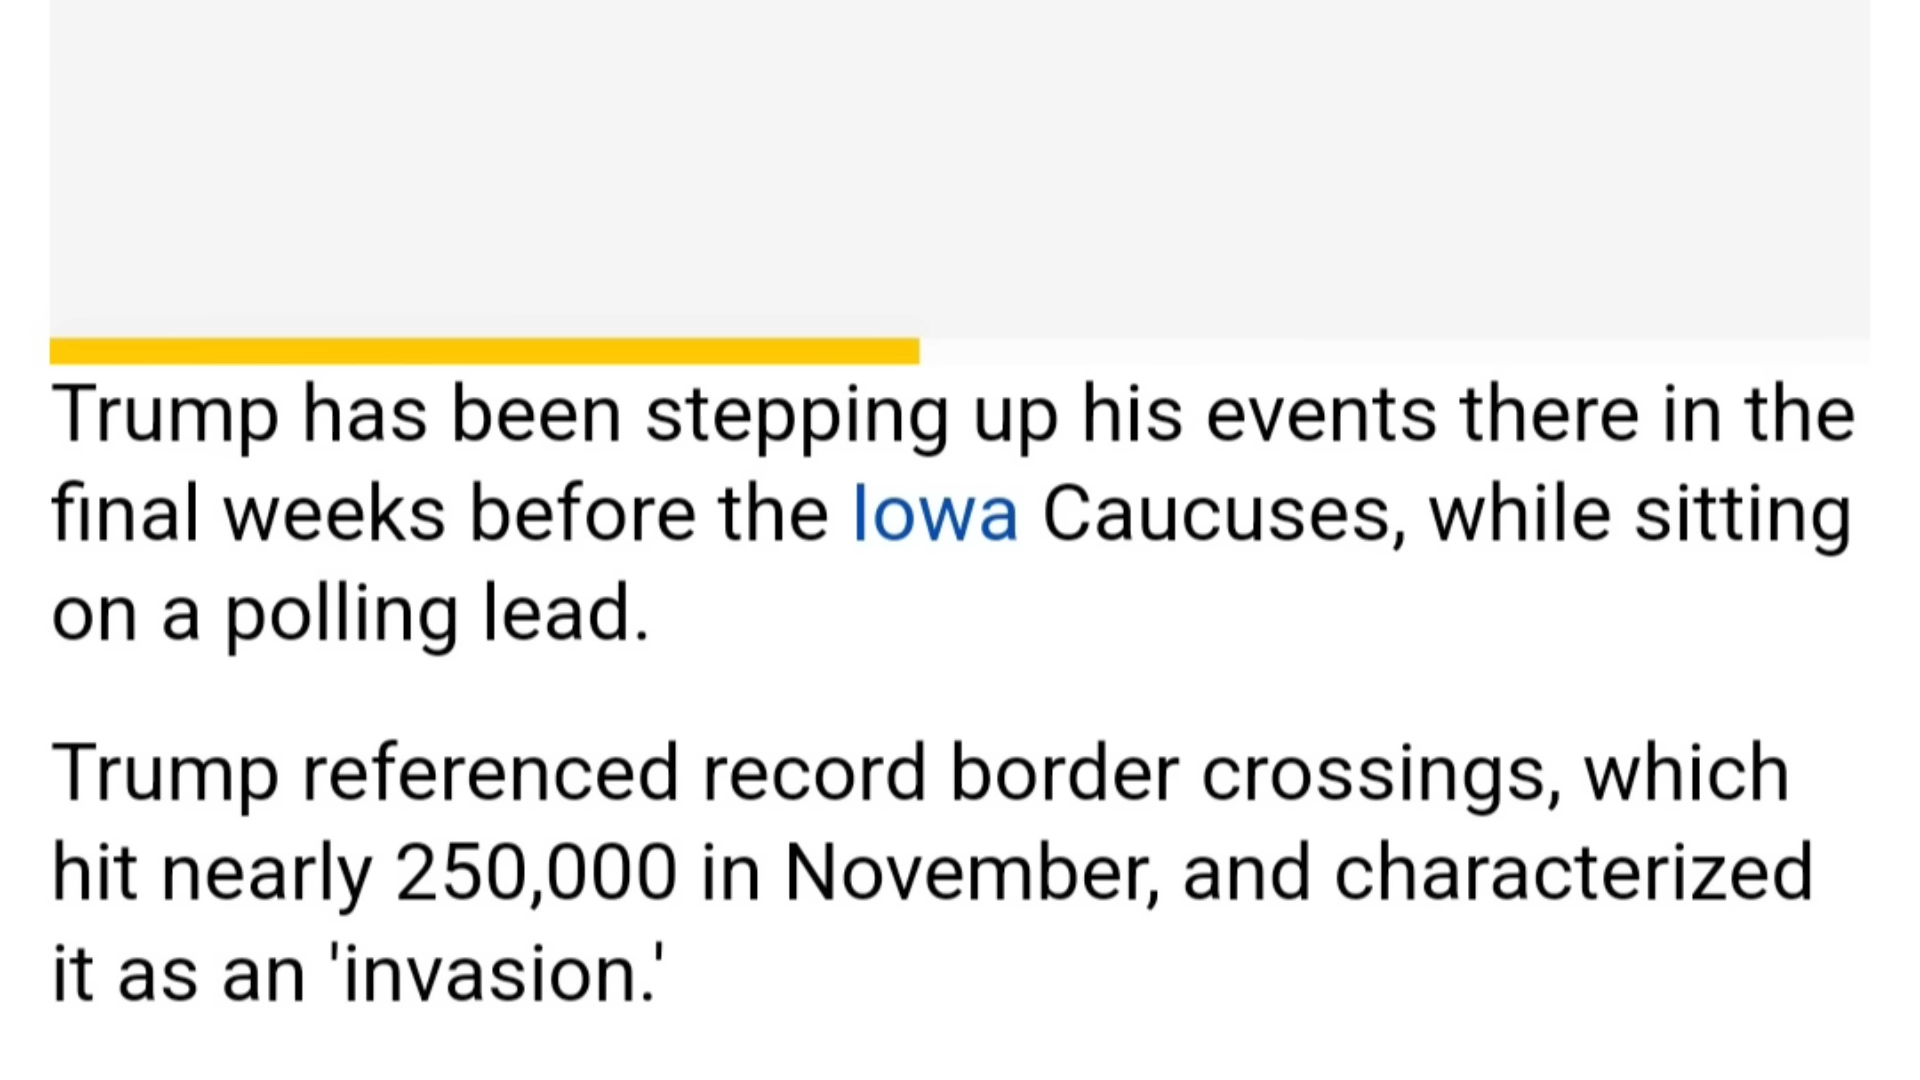 Trump has been stepping up his events there in the
final weeks before the Iowa Caucuses, while sitting
on a polling lead.
Trump referenced record border crossings, which
hit nearly 250,000 in November, and characterized
it as an 'invasion.'